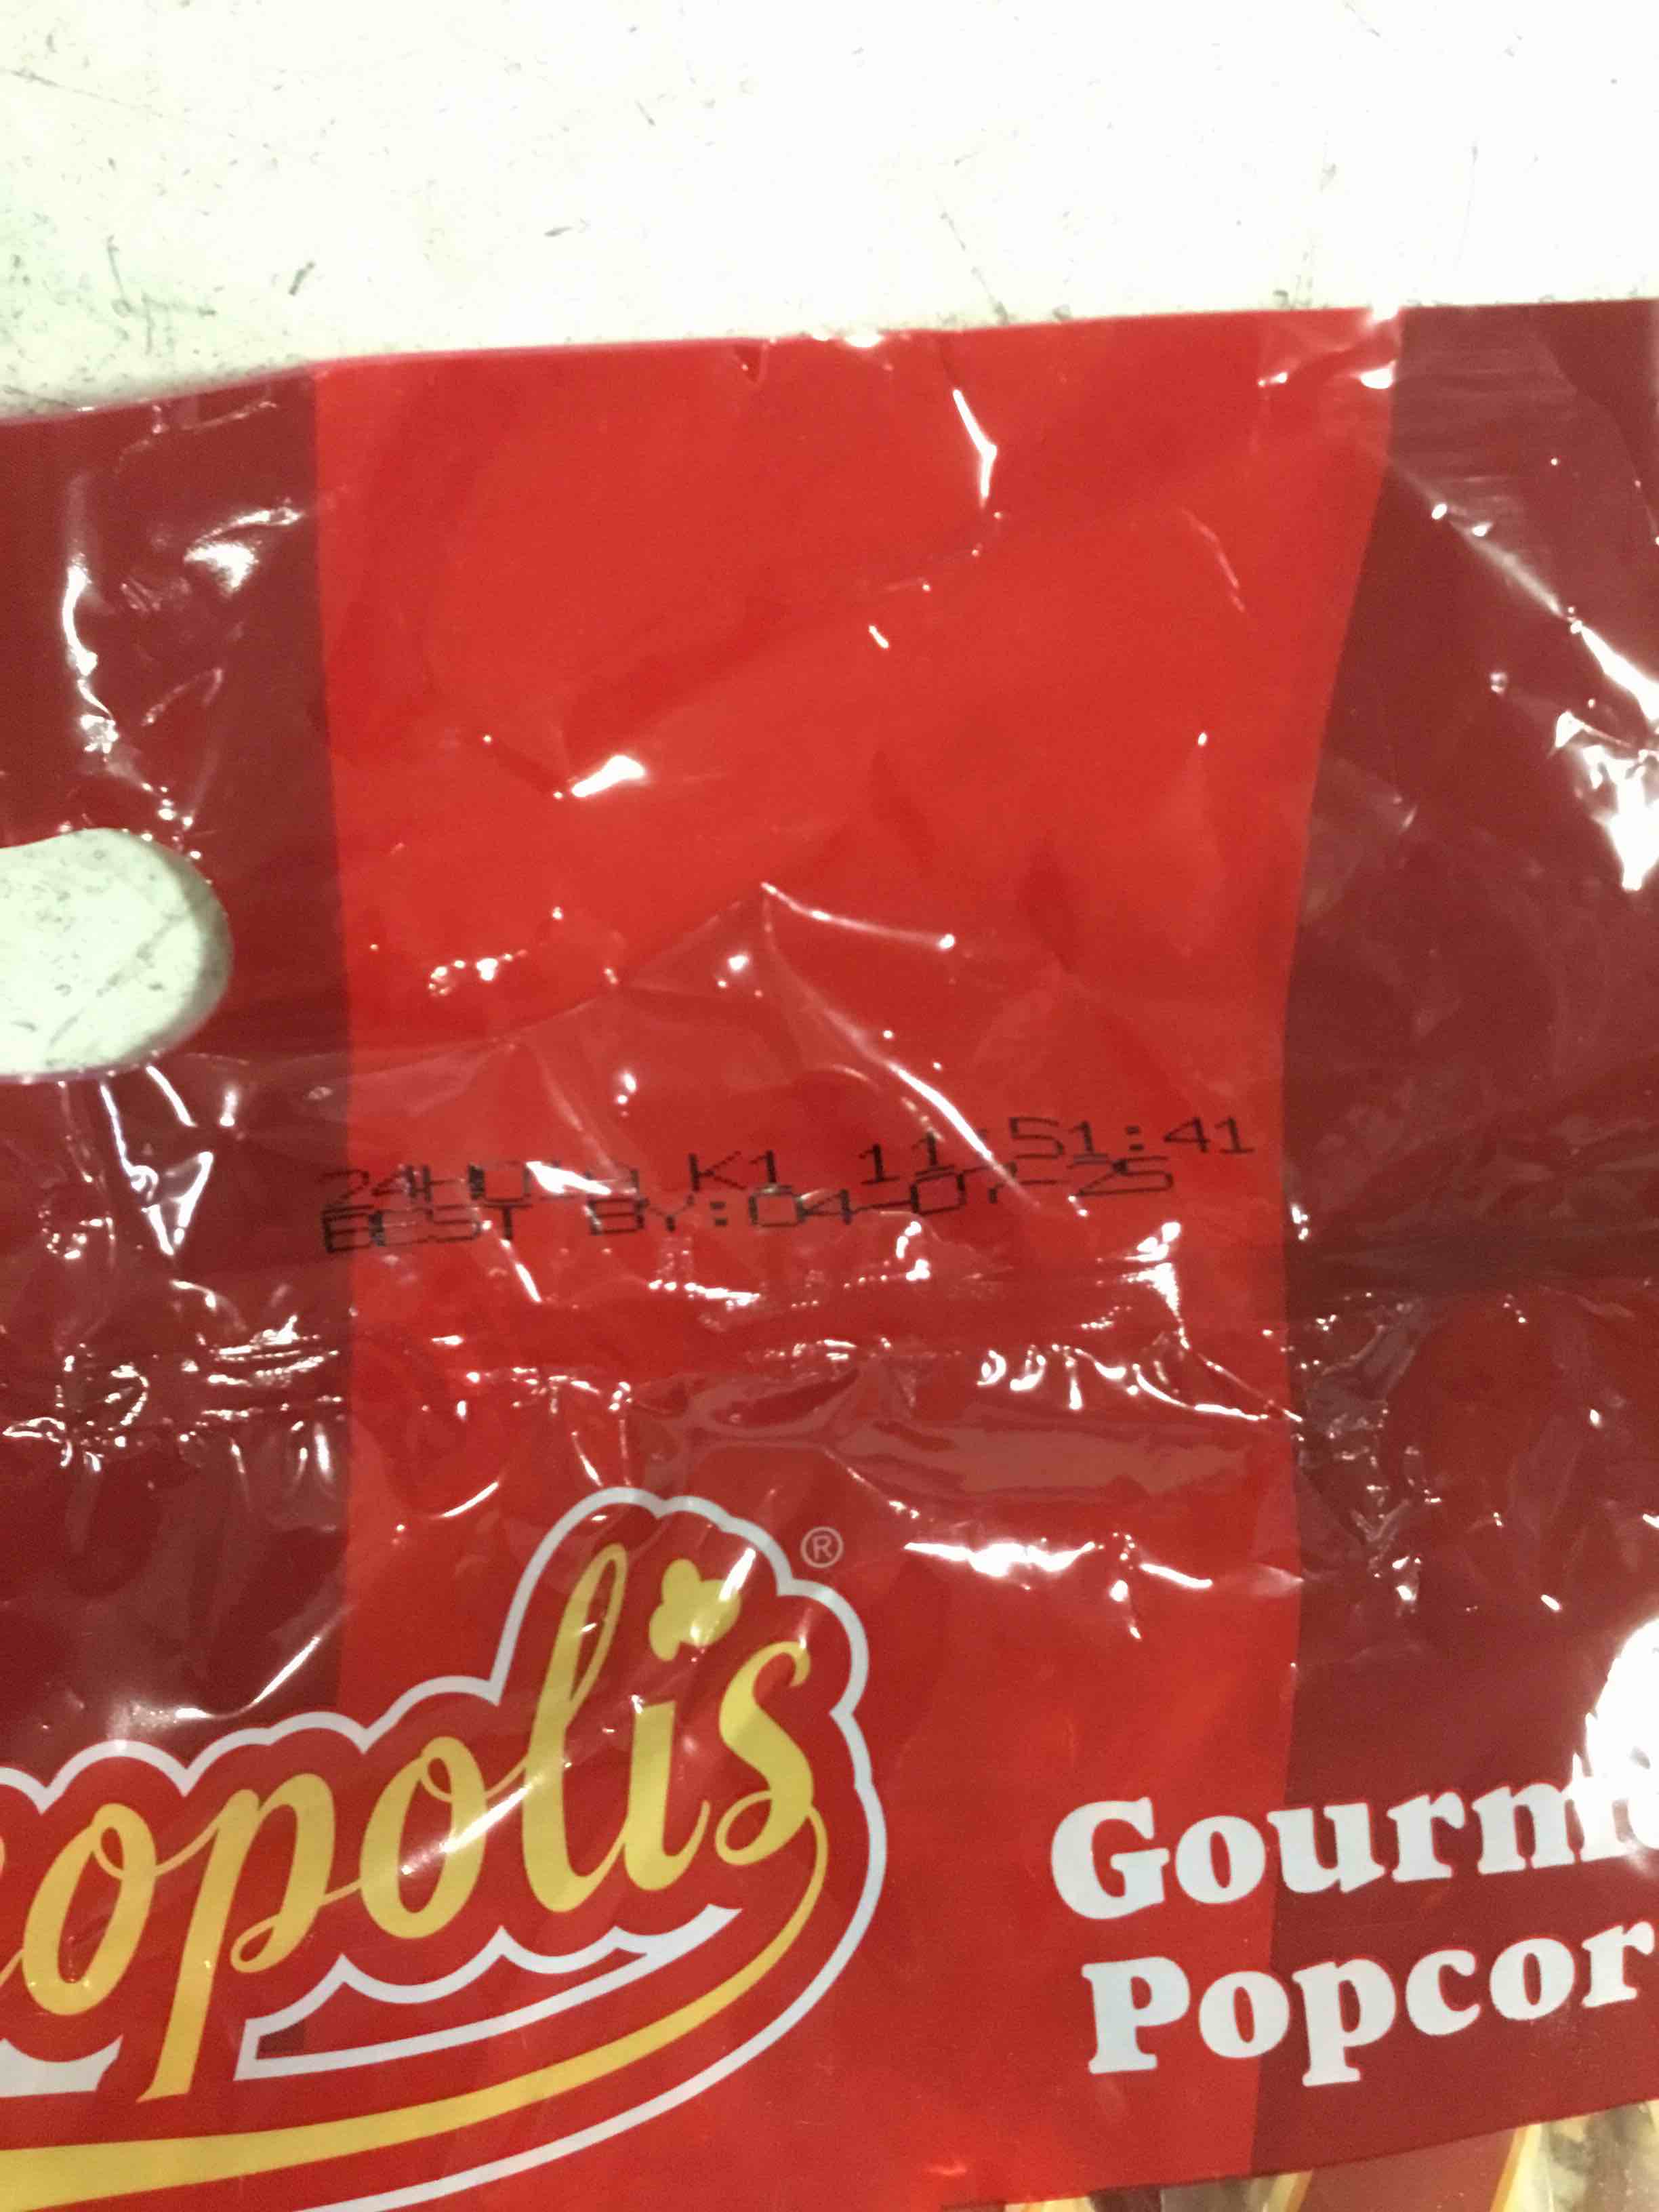 K1 11:51:41
BEST BY:04-07-25
opolis®
Gourm
Popcor